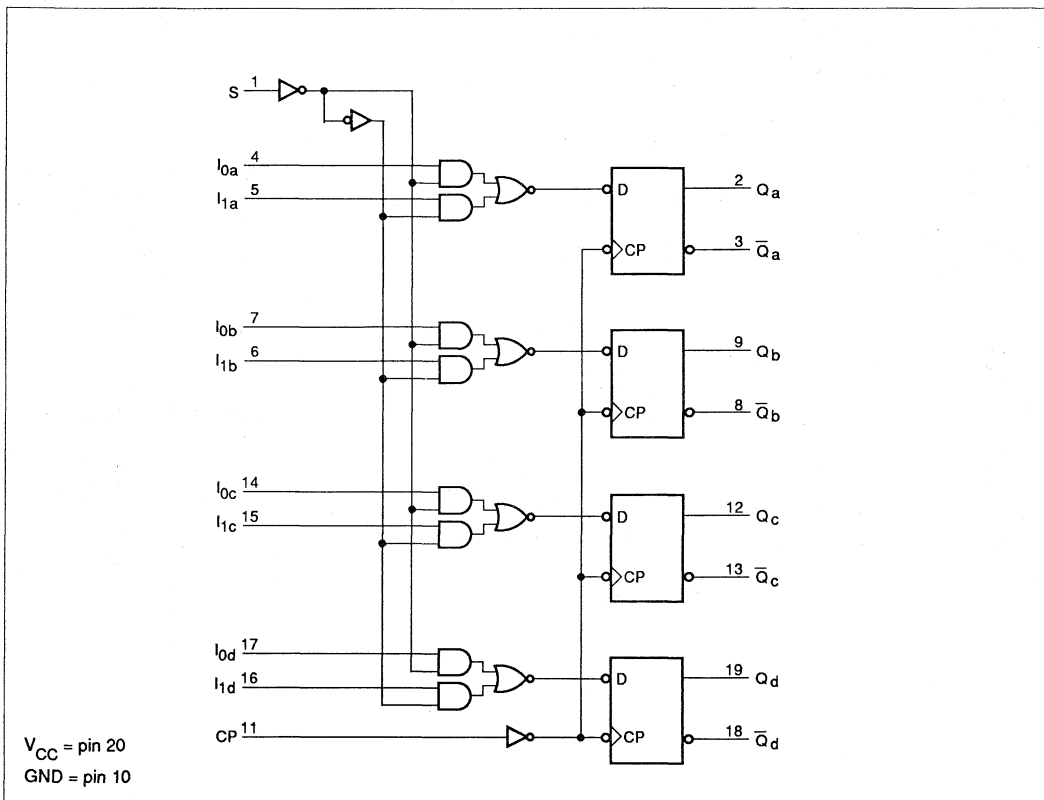 S 1
I0a 4
I1a 5
D
2 Qa
CP
3 Q̅a
I0b 7
I1b 6
D
9 Qb
CP
8 Q̅b
I0c 14
I1c 15
D
12 Qc
CP
13 Q̅c
I0d 17
I1d 16
D
19 Qd
CP 11
CP
18 Q̅d
VCC = pin 20
GND = pin 10